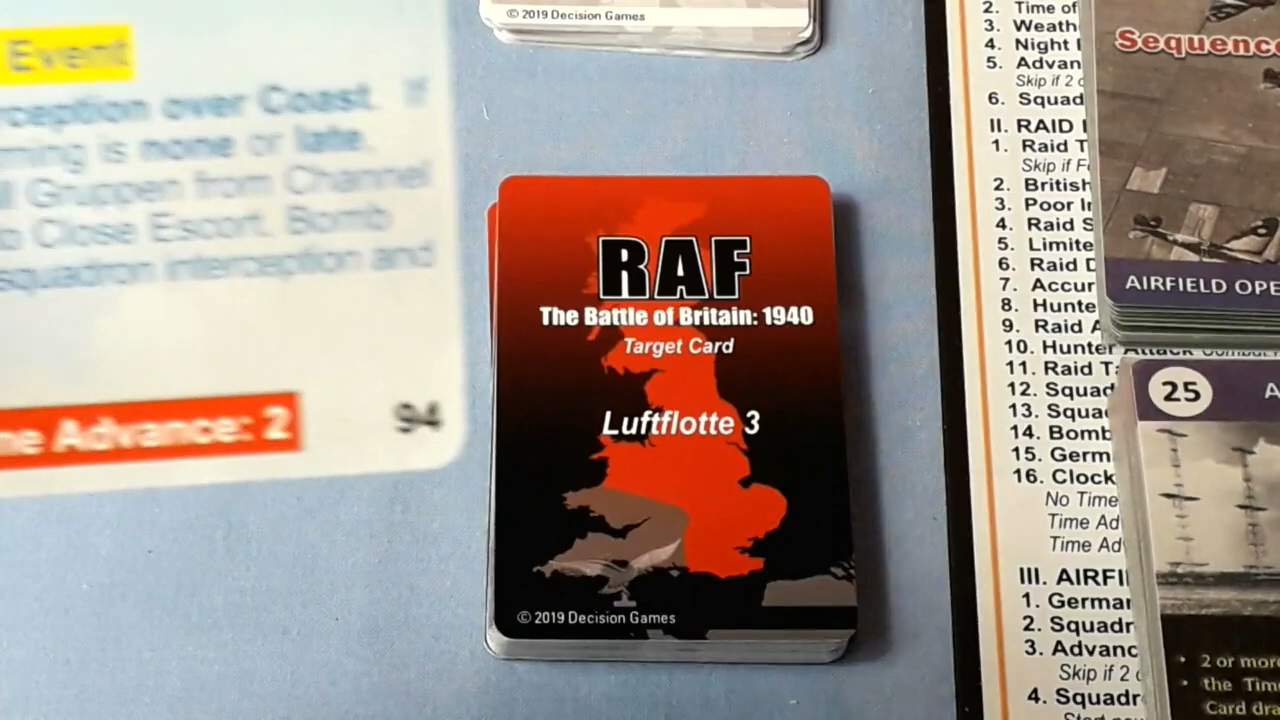 © 2019 Decision Games
Event
ception over Coast. If
ming is none or late.
ll Gruppen from Channel
o Close Escort. Bomb
squadron interception and
me Advance: 2
94
RAF
The Battle of Britain: 1940
Target Card
Luftflotte 3
© 2019 Decision Games
2. Time of
3. Weath
4. Night
5. Advan
Skip if 2
6. Squad
II. RAID
1. Raid T
Skip if F
2. British
3. Poor I
4. Raid S
5. Limite
6. Raid D
7. Accur
8. Hunte
9. Raid A
10. Hunter Attack Combat
11. Raid T
12. Squad
13. Squa
14. Bomb
15. Germ
16. Clock
No Time
Time Ad
Time Ad
III. AIRFI
1. German
2. Squadr
3. Advanc
Skip if 2
4. Squadr
Sequence
AIRFIELD OPE
25
A
• 2 or more
• the Time
Card dra